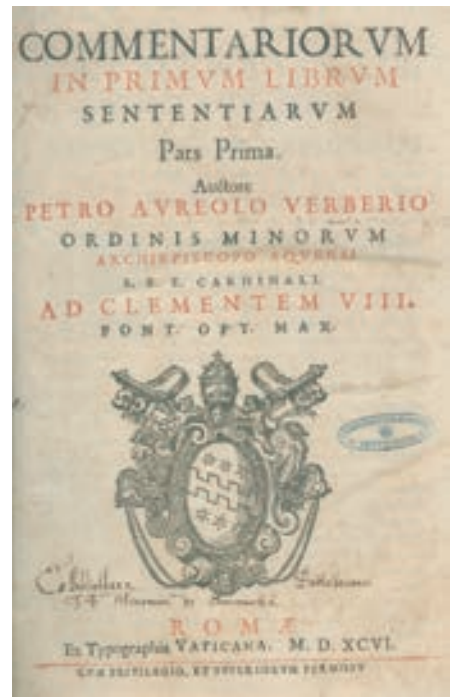 COMMENTARIORVM
IN PRIMVM LIBRVM
SENTENTIARVM
Pars Prima.
Auctore
PETRO AVREOLO VERBERIO
ORDINIS MINORVM
ARCHIEPISCOPO AQVENSI
S. R. E. CARDINALI
AD CLEMENTEM VIII.
PONT. OPT. MAX.
ROMÆ
Ex Typographia VATICANA. M. D. XCVI.
CVM PRIVILEGIO, ET SVPERIORVM PERMISSV